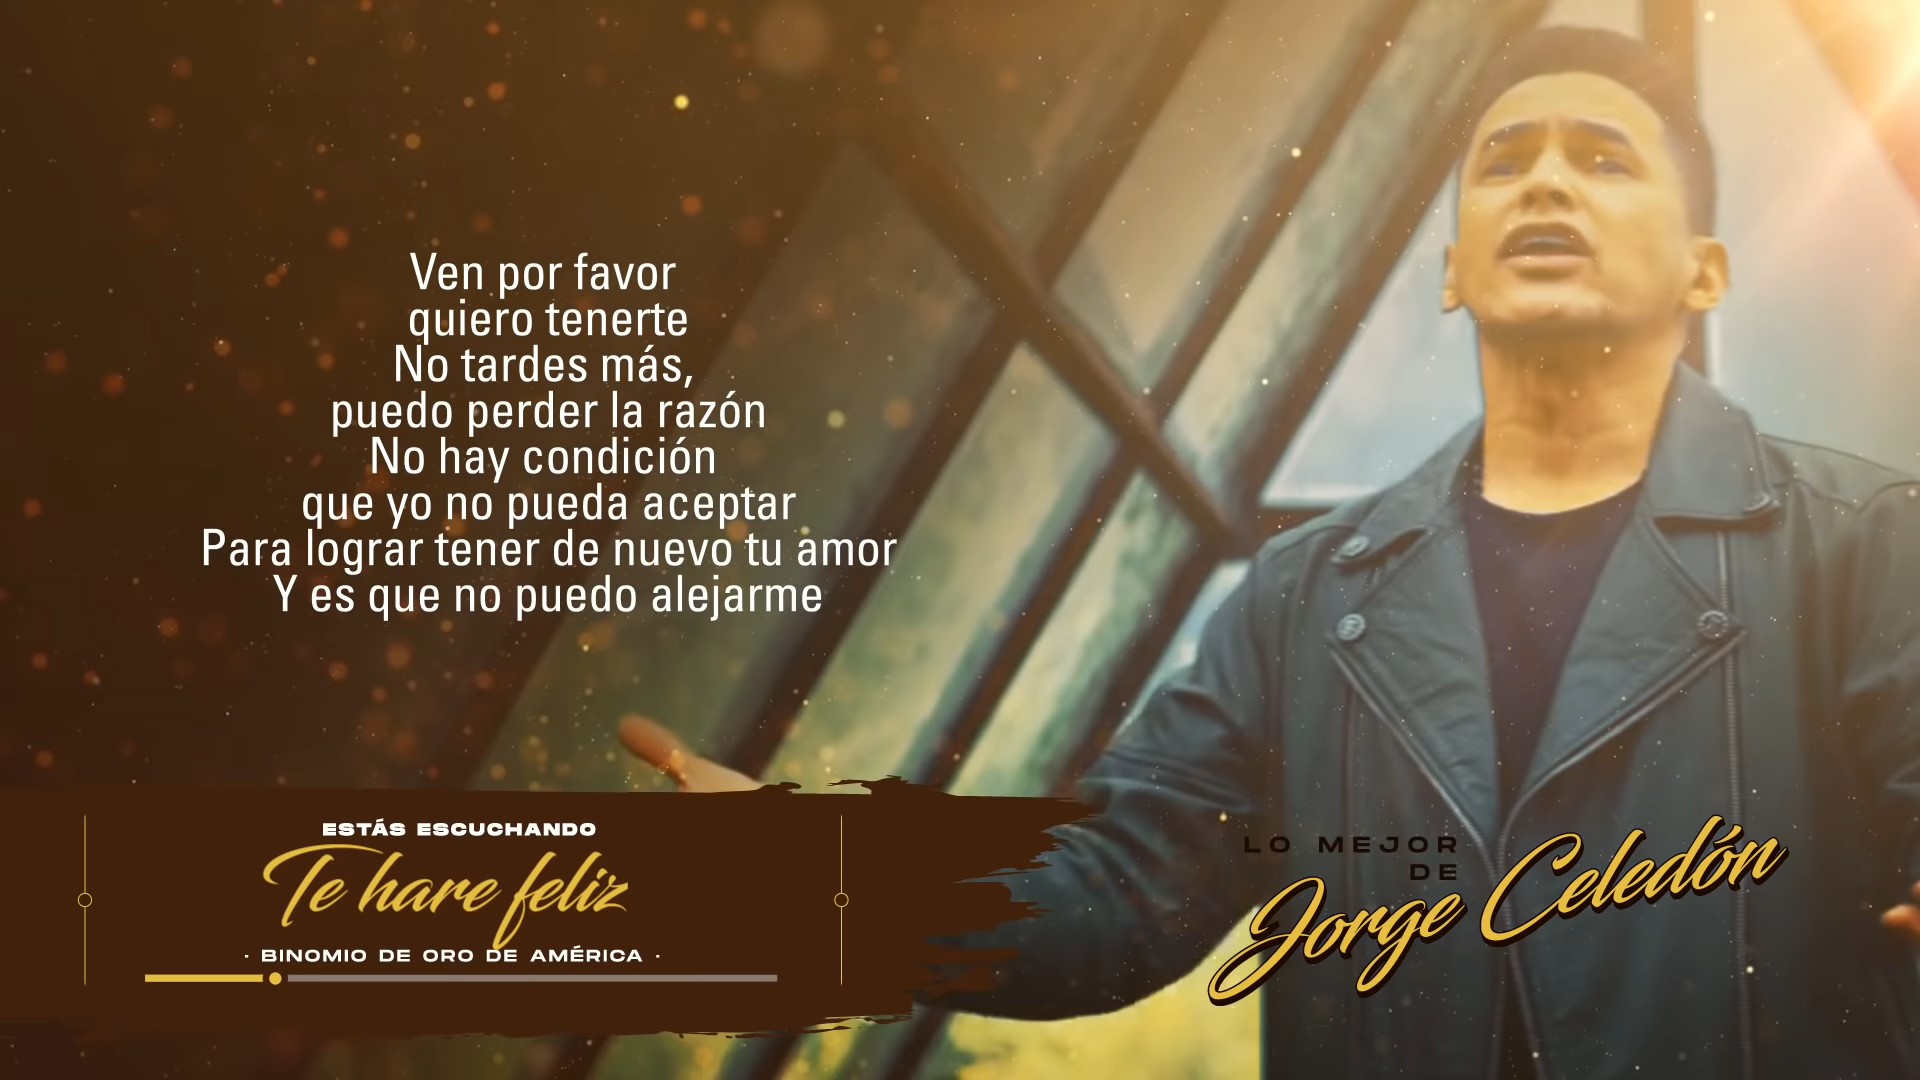 Ven por favor
quiero tenerte
No tardes más,
puedo perder la razón
No hay condición
que yo no pueda aceptar
Para lograr tener de nuevo tu amor
Y es que no puedo alejarme
ESTÁS ESCUCHANDO
Te hare feliz
· BINOMIO DE ORO DE AMÉRICA ·
LO MEJOR
DE
Jorge Celedón